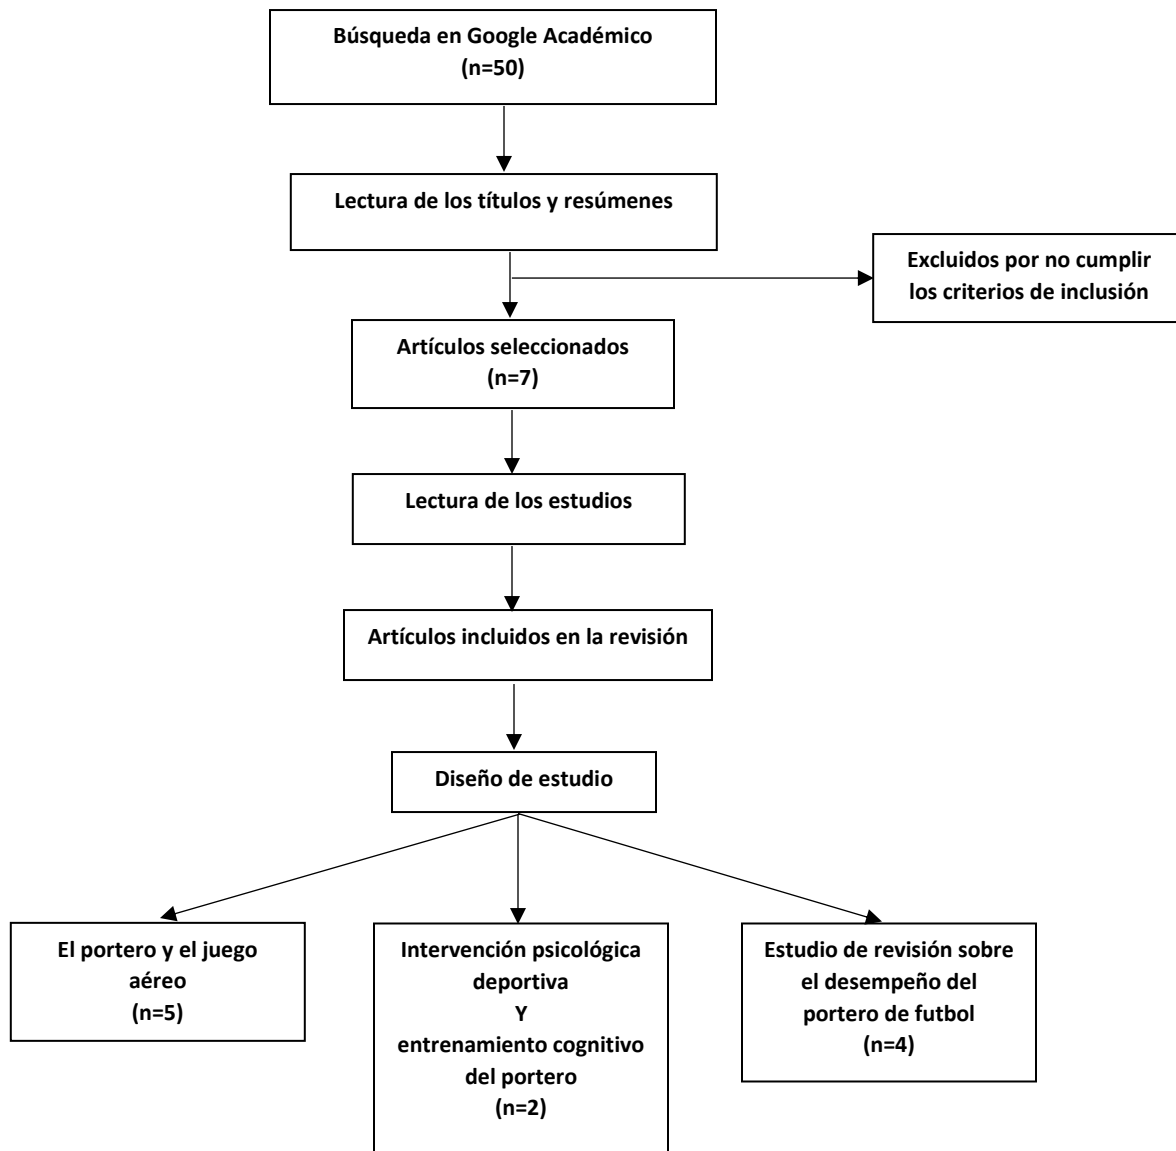 Búsqueda en Google Académico
(n=50)
Lectura de los títulos y resúmenes
Excluidos por no cumplir
los criterios de inclusión
Artículos seleccionados
(n=7)
Lectura de los estudios
Artículos incluidos en la revisión
Diseño de estudio
El portero y el juego
aéreo
(n=5)
Intervención psicológica
deportiva
Y
entrenamiento cognitivo
del portero
(n=2)
Estudio de revisión sobre
el desempeño del
portero de futbol
(n=4)